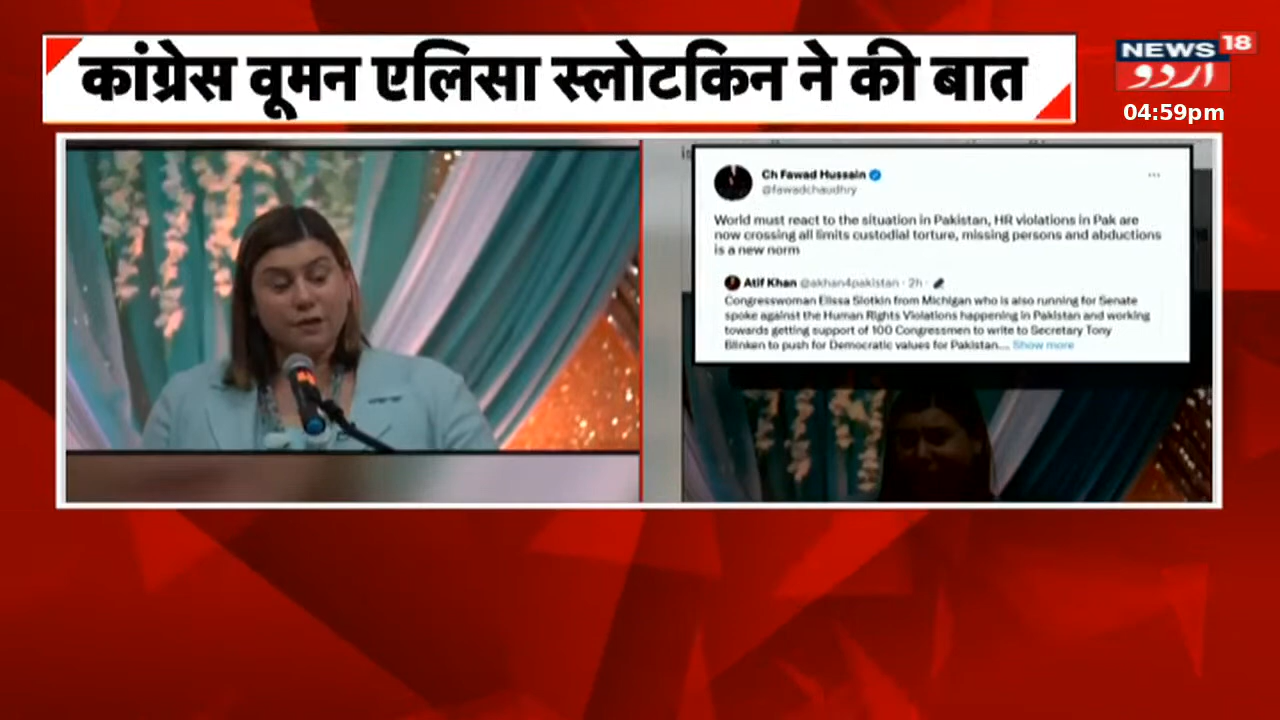 कांग्रेस वूमन एलिसा स्लोटकिन ने की बात
NEWS 18
اردو
04:59pm
Ch Fawad Hussain
@fawadchaudhry
World must react to the situation in Pakistan, HR violations in Pak are
now crossing all limits custodial torture, missing persons and abductions
is a new norm
Atif Khan @akhan4pakistan · 2h ·
Congresswoman Elissa Slotkin from Michigan who is also running for Senate
spoke against the Human Rights Violations happening in Pakistan and working
towards getting support of 100 Congressmen to write to Secretary Tony
Blinken to push for Democratic values for Pakistan.... Show more